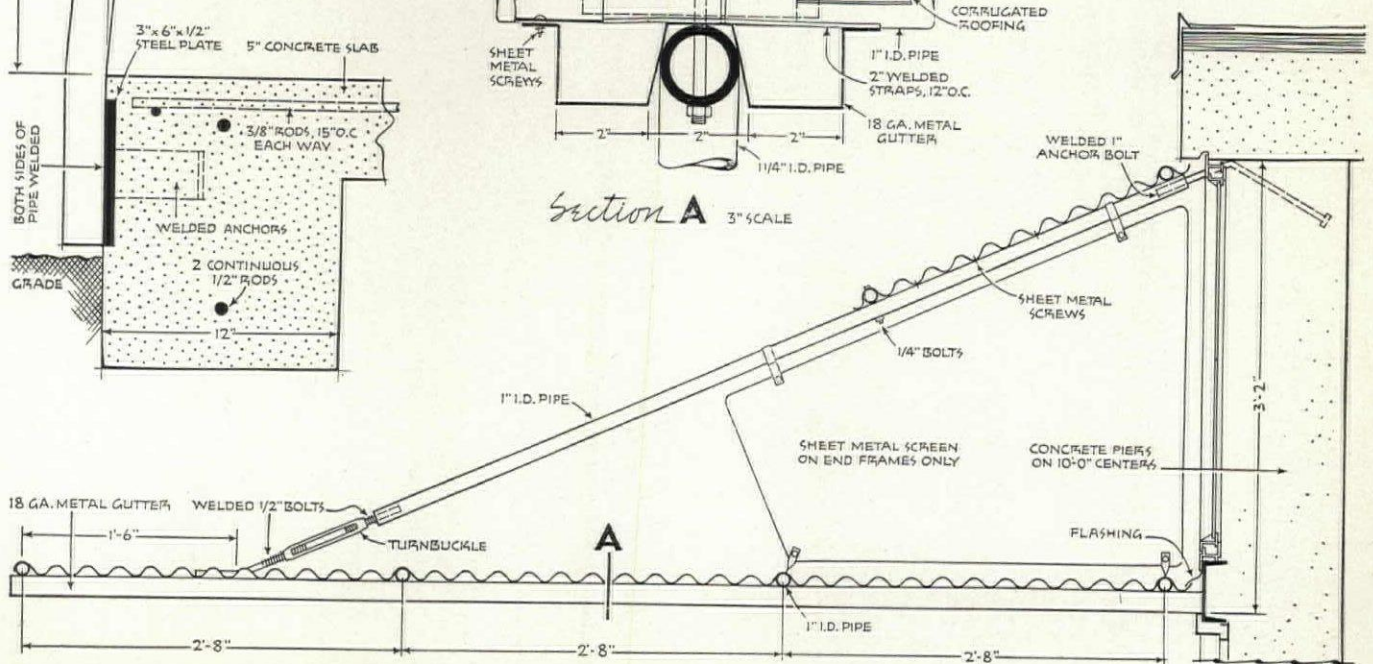 3"x 6"x 1/2"
STEEL PLATE
5" CONCRETE SLAB
BOTH SIDES OF
PIPE WELDED
3/8" RODS, 15" O.C
EACH WAY
WELDED ANCHORS
GRADE
2 CONTINUOUS
1/2" RODS
12"
SHEET
METAL
SCREWS
CORRUGATED
ROOFING
1" I.D. PIPE
2" WELDED
STRAPS, 12" O.C.
18 GA. METAL
GUTTER
2"
2"
2"
1 1/4" I.D. PIPE
Section A 3" SCALE
WELDED 1"
ANCHOR BOLT
SHEET METAL
SCREWS
1/4" BOLTS
1" I.D. PIPE
3'-2"
SHEET METAL SCREEN
ON END FRAMES ONLY
CONCRETE PIERS
ON 10'-0" CENTERS
18 GA. METAL GUTTER
WELDED 1/2" BOLTS
1'-6"
TURNBUCKLE
A
FLASHING
1" I.D. PIPE
2'-8"
2'-8"
2'-8"